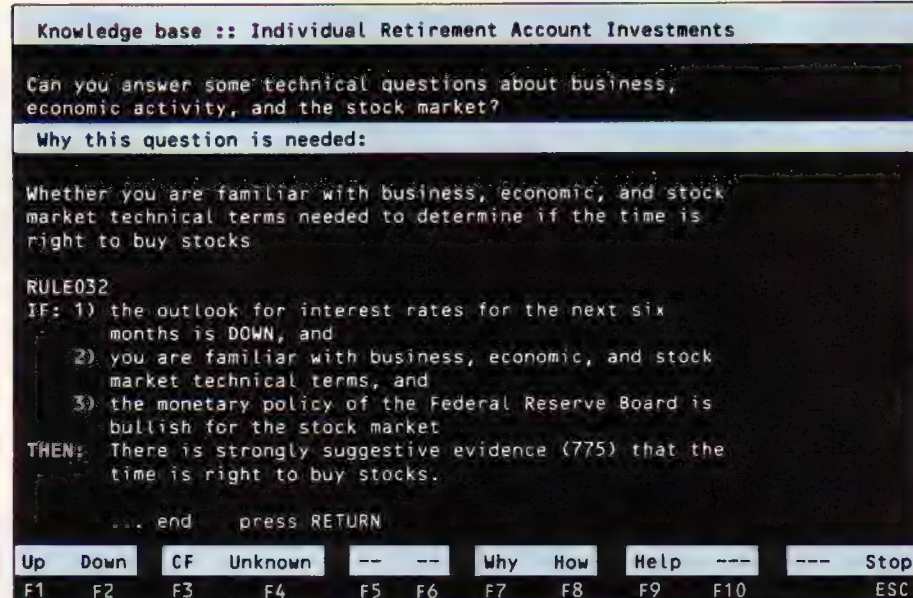 Knowledge base :: Individual Retirement Account Investments
Can you answer some technical questions about business,
economic activity, and the stock market?
Why this question is needed:
Whether you are familiar with business, economic, and stock
market technical terms needed to determine if the time is
right to buy stocks
RULE032
IF: 1) the outlook for interest rates for the next six
months is DOWN, and
2) you are familiar with business, economic, and stock
market technical terms, and
3) the monetary policy of the Federal Reserve Board is
bullish for the stock market
THEN: There is strongly suggestive evidence (775) that the
time is right to buy stocks.
... end press RETURN
Up Down CF Unknown -- -- Why How Help --- --- Stop
F1 F2 F3 F4 F5 F6 F7 F8 F9 F10 ESC